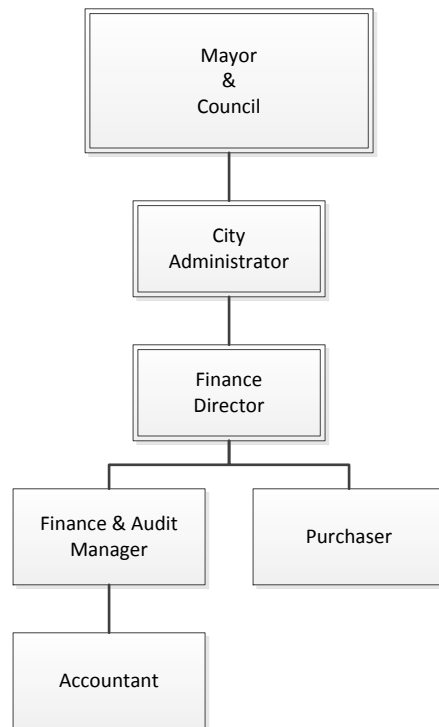 Mayor
&
Council
City
Administrator
Finance
Director
Finance & Audit
Manager
Purchaser
Accountant